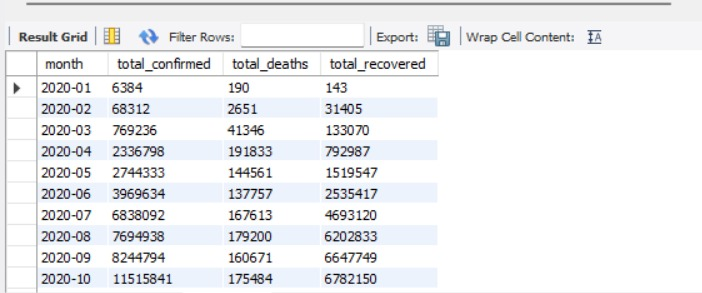 Result Grid Filter Rows: Export: Wrap Cell Content:
month total_confirmed total_deaths total_recovered
2020-01 6384 190 143
2020-02 68312 2651 31405
2020-03 769236 41346 133070
2020-04 2336798 191833 792987
2020-05 2744333 144561 1519547
2020-06 3969634 137757 2535417
2020-07 6838092 167613 4693120
2020-08 7694938 179200 6202833
2020-09 8244794 160671 6647749
2020-10 11515841 175484 6782150